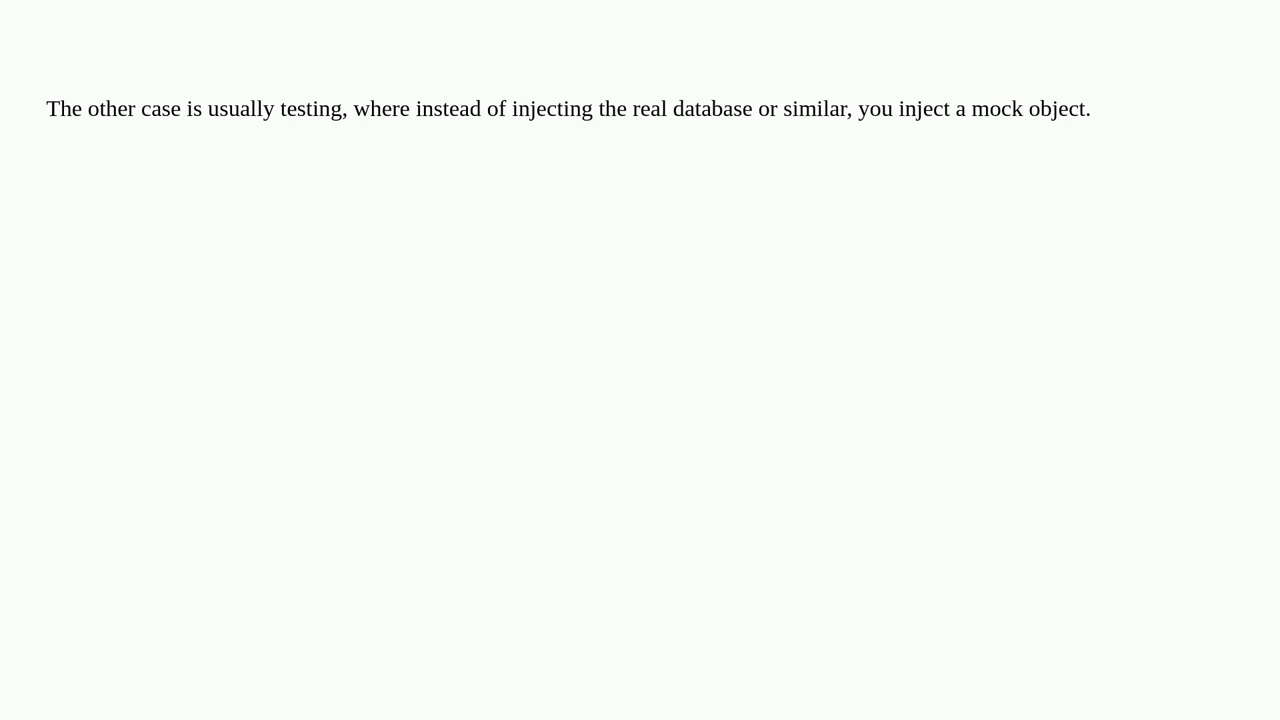 The other case is usually testing, where instead of injecting the real database or similar, you inject a mock object.